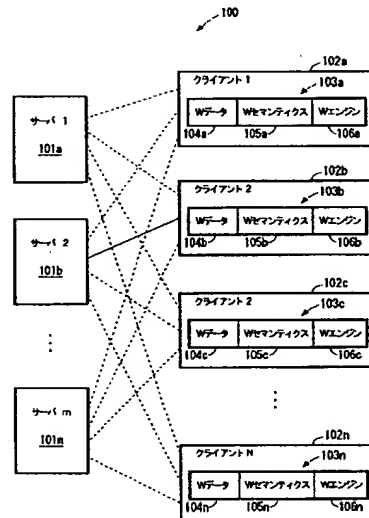 100
102a
クライアント 1
103a
Wデータ Wセマンティクス Wエンジン
104a 105a 106a
サーバ 1
101a
102b
クライアント 2
103b
Wデータ Wセマンティクス Wエンジン
104b 105b 106b
サーバ 2
101b
102c
クライアント 2
103c
Wデータ Wセマンティクス Wエンジン
104c 105c 106c
サーバ m
101n
102n
クライアント N
103n
Wデータ Wセマンティクス Wエンジン
104n 105n 106n